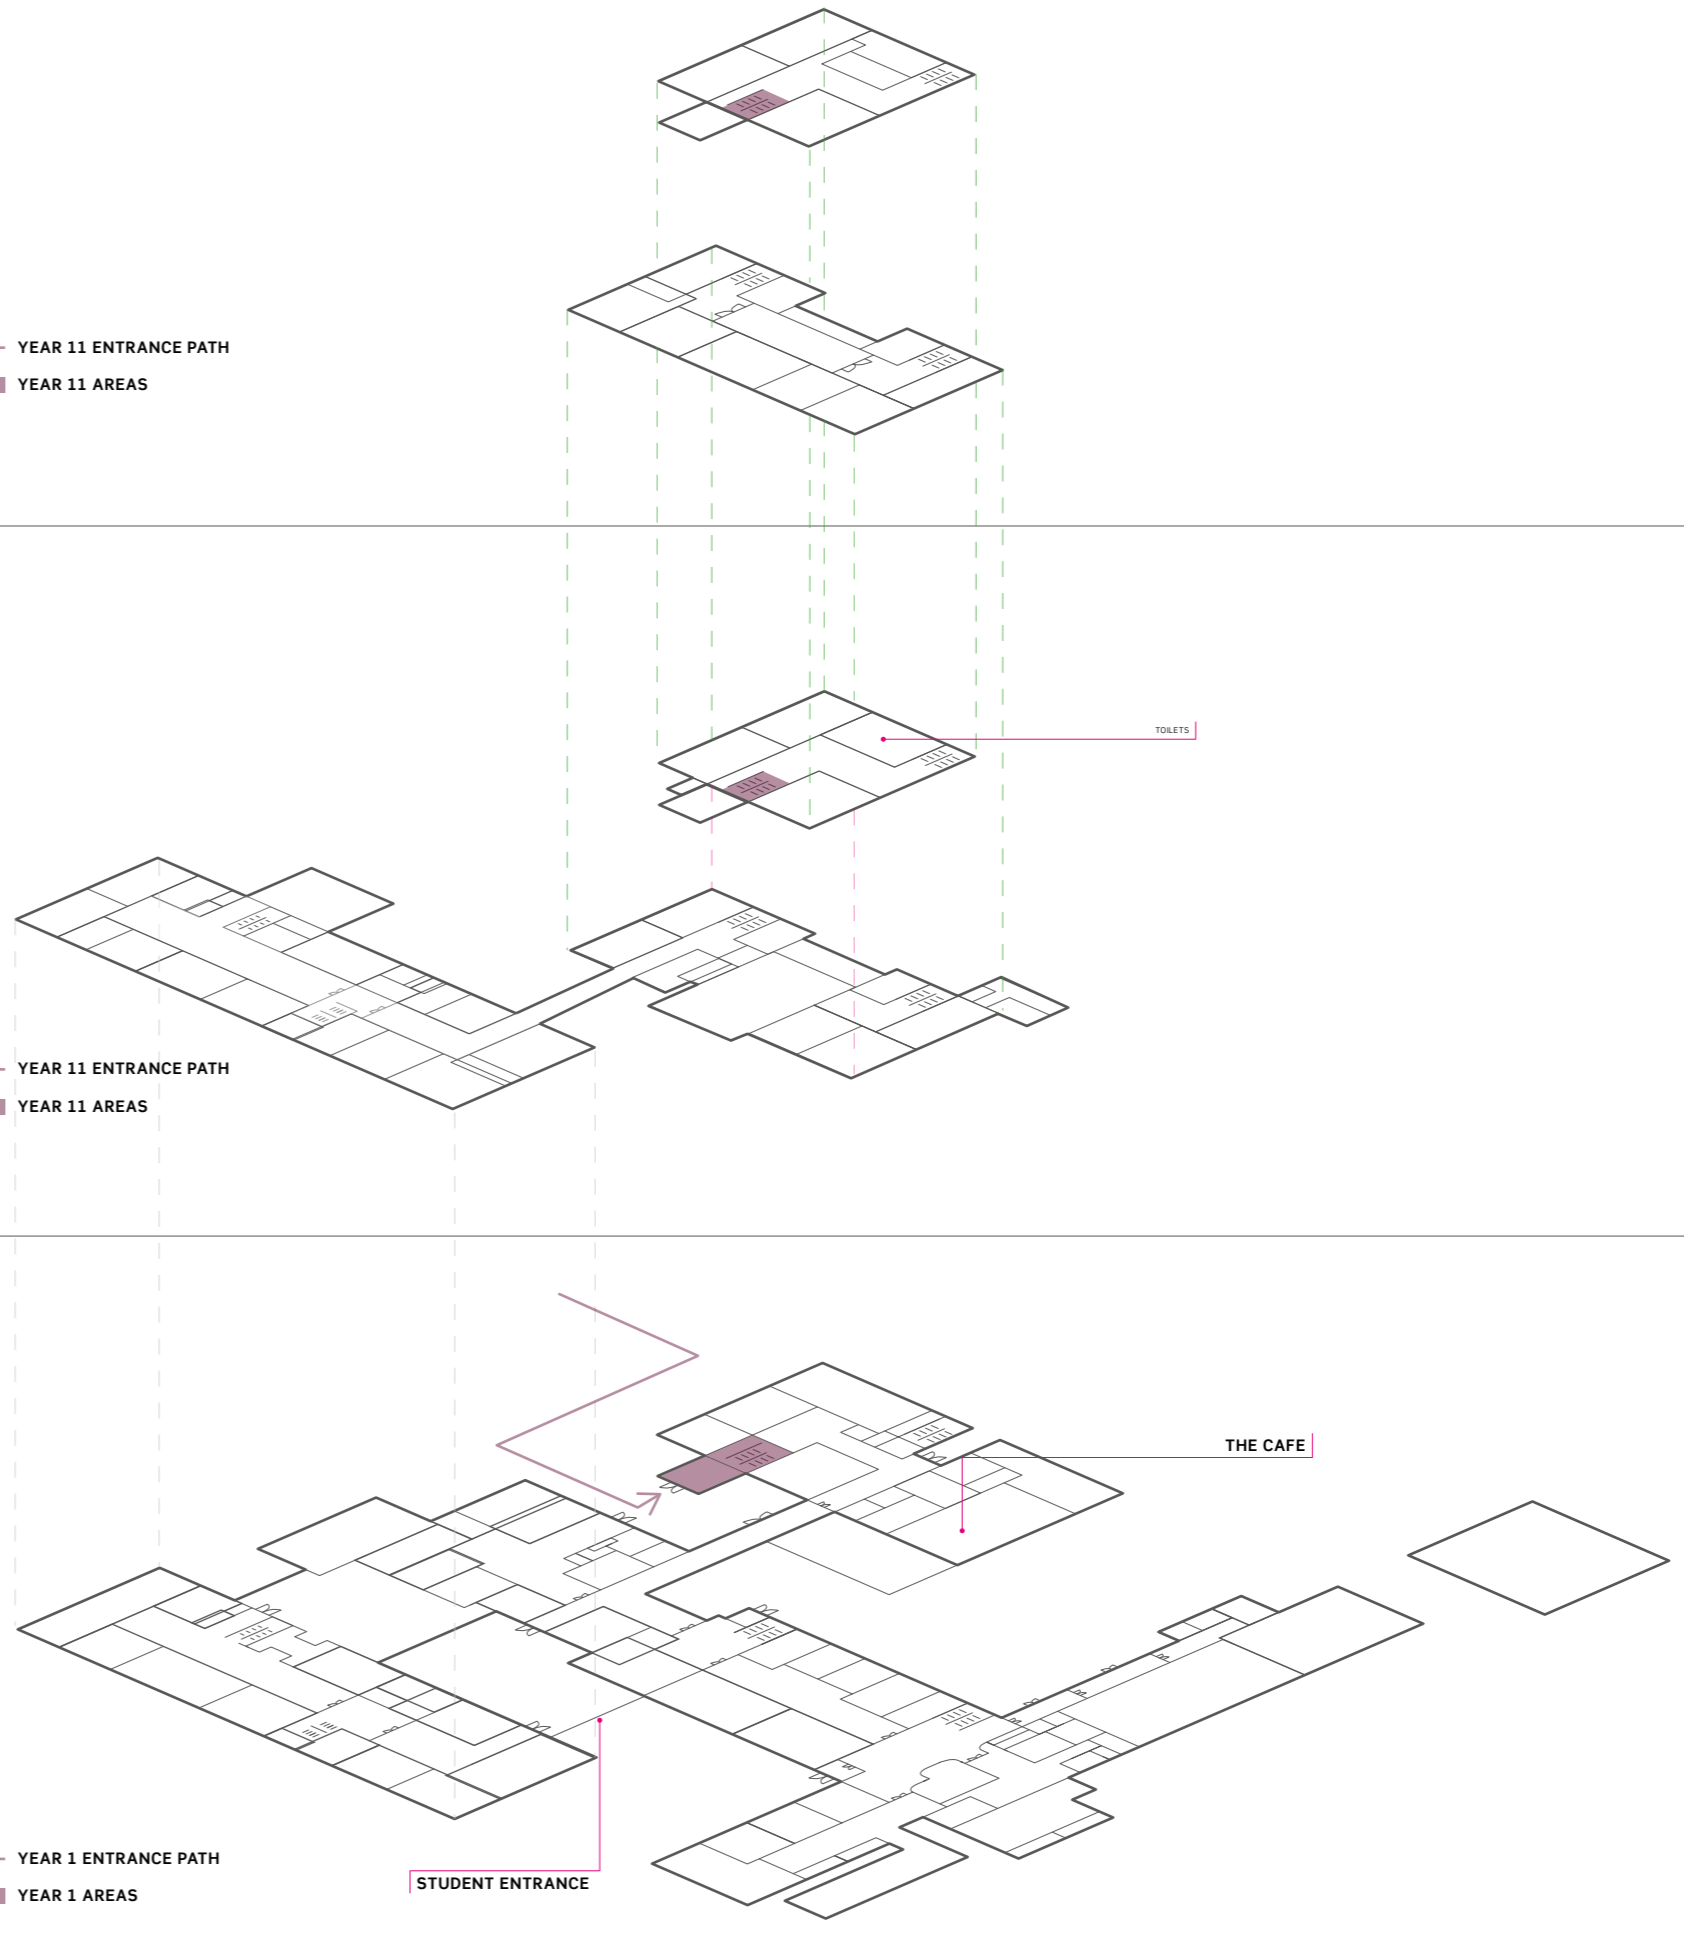 YEAR 11 ENTRANCE PATH
YEAR 11 AREAS
TOILETS
YEAR 11 ENTRANCE PATH
YEAR 11 AREAS
THE CAFE
YEAR 1 ENTRANCE PATH
STUDENT ENTRANCE
YEAR 1 AREAS